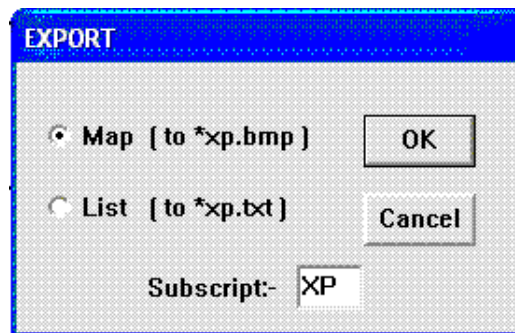 EXPORT
Map ( to *xp.bmp )
OK
List ( to *xp.txt )
Cancel
Subscript:- XP